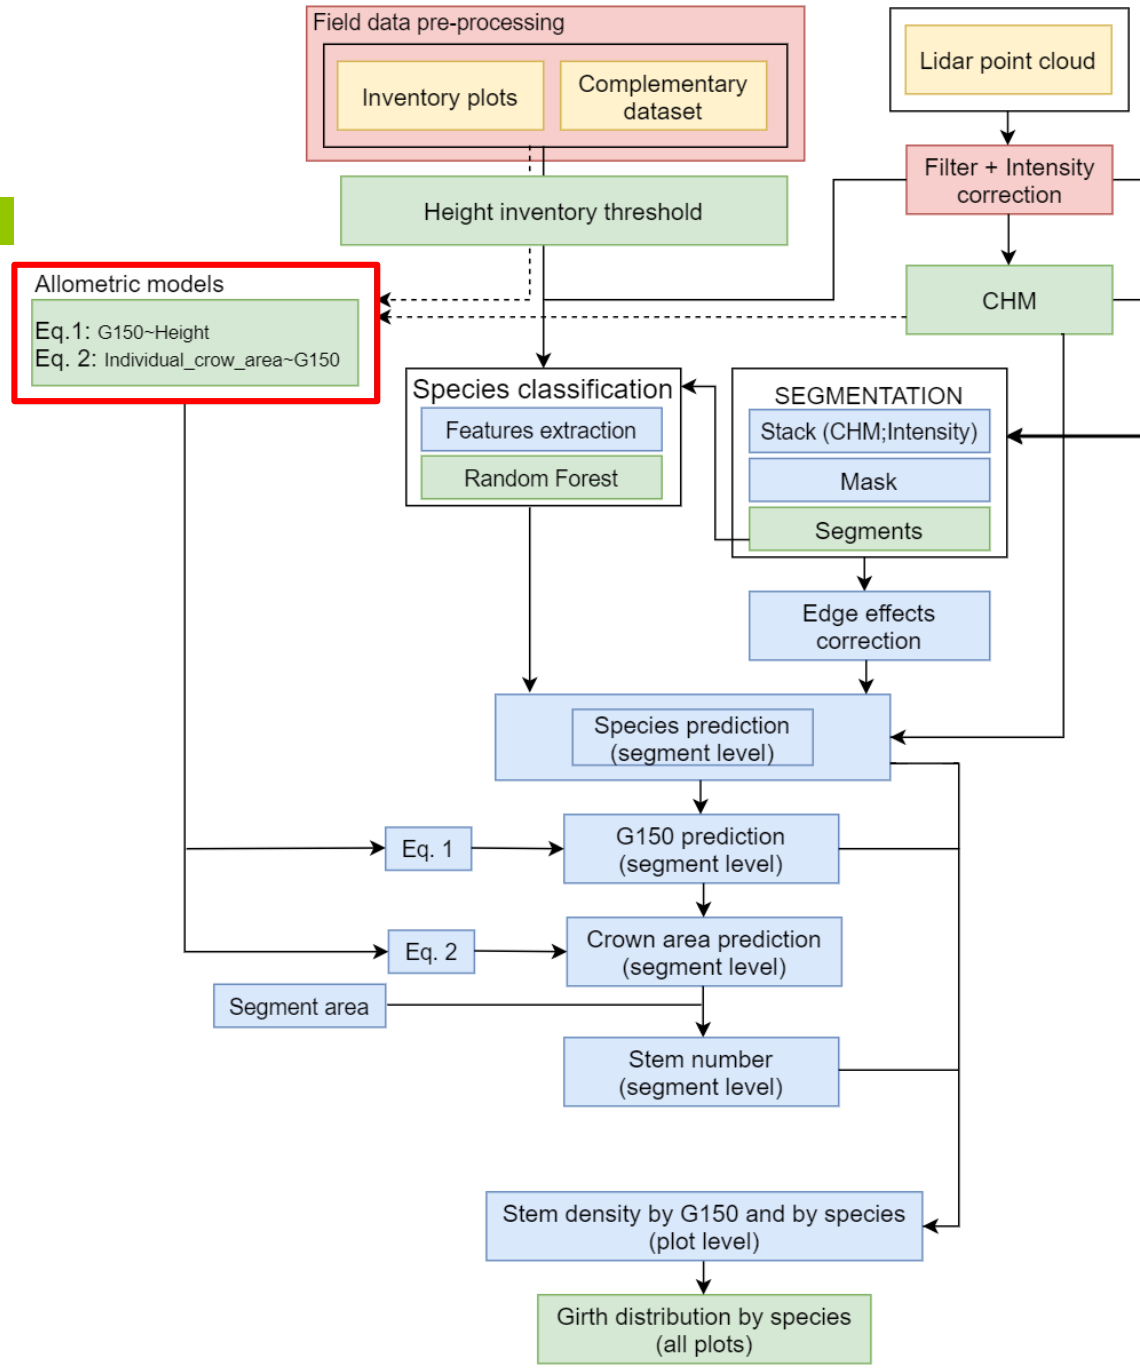 Field data pre-processing
Inventory plots
Complementary
dataset
Lidar point cloud
Filter + Intensity
correction
Height inventory threshold
CHM
Allometric models
Eq.1: G150~Height
Eq. 2: Individual_crow_area~G150
Species classification
Features extraction
Random Forest
SEGMENTATION
Stack (CHM;Intensity)
Mask
Segments
Edge effects
correction
Species prediction
(segment level)
Eq. 1
G150 prediction
(segment level)
Eq. 2
Crown area prediction
(segment level)
Segment area
Stem number
(segment level)
Stem density by G150 and by species
(plot level)
Girth distribution by species
(all plots)